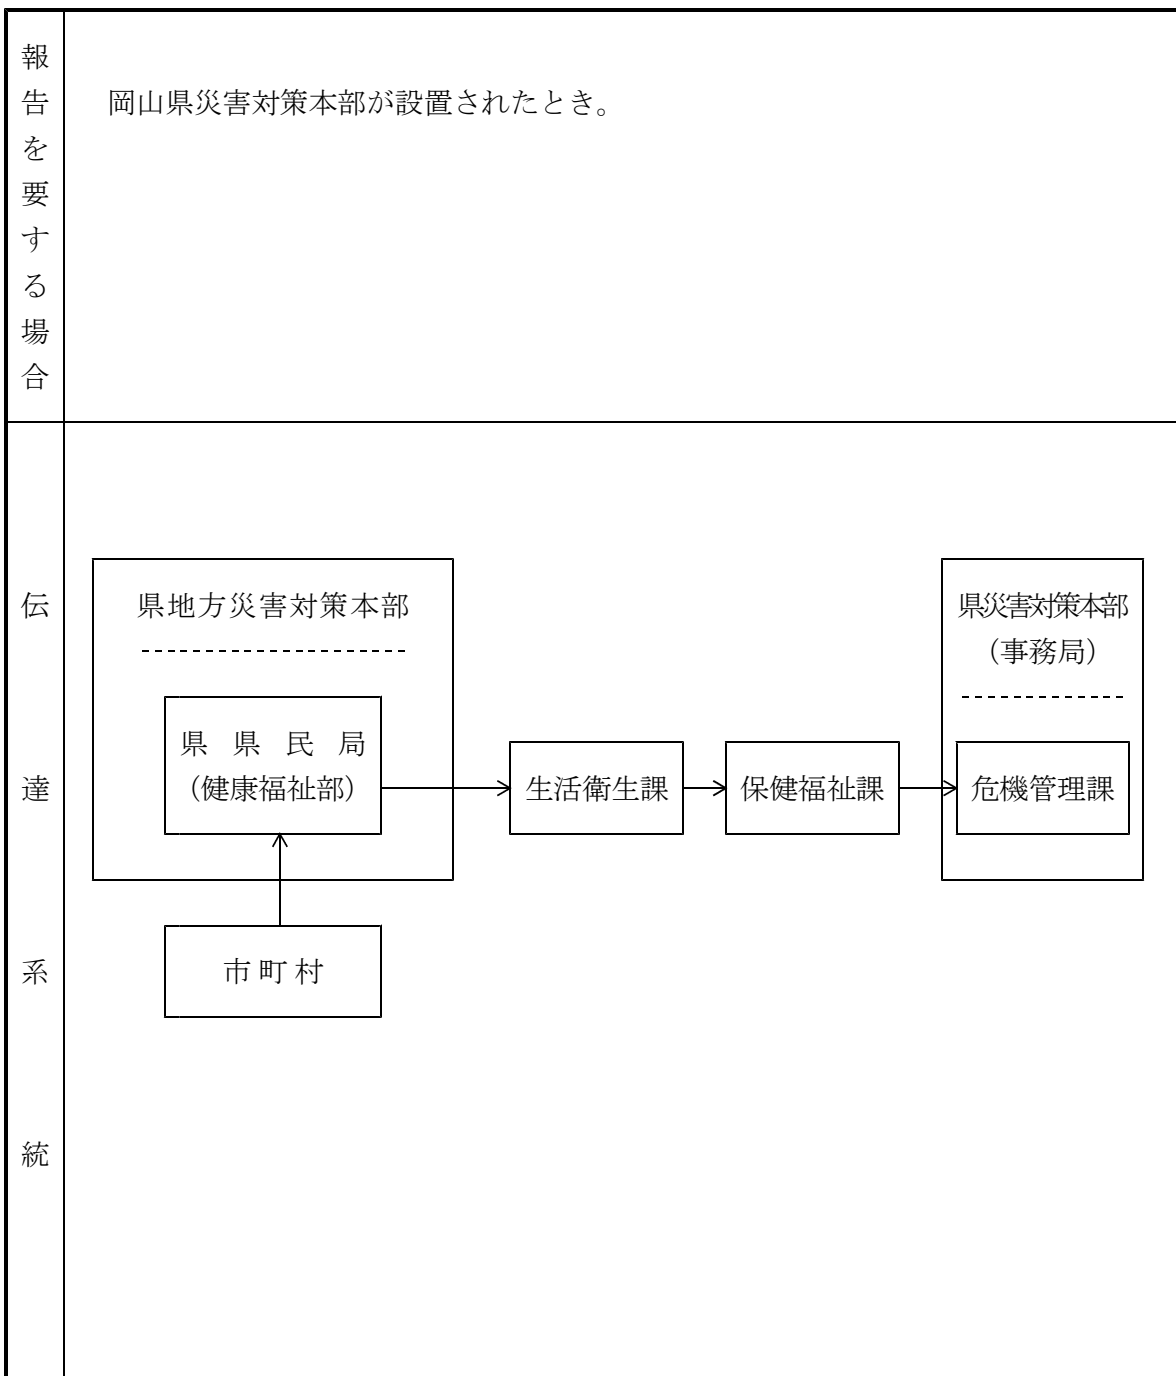 報告を要する場合
岡山県災害対策本部が設置されたとき。
伝達系統
県地方災害対策本部
県県民局
（健康福祉部）
市町村
生活衛生課
保健福祉課
県災害対策本部
（事務局）
危機管理課